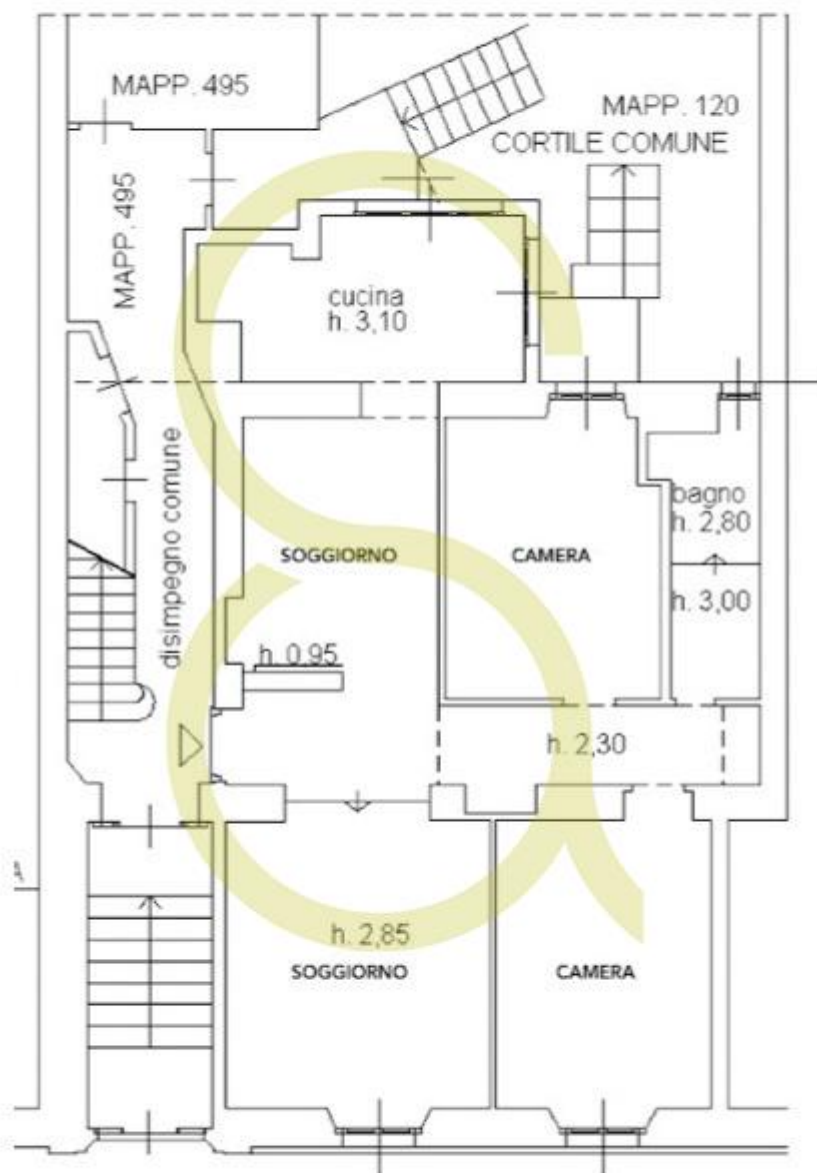 MAPP. 495
MAPP. 120
CORTILE COMUNE
MAPP. 495
cucina
h. 3,10
disimpegno comune
SOGGIORNO
CAMERA
bagno
h. 2,80
h. 3,00
h. 0,95
h. 2,30
h. 2,85
SOGGIORNO
CAMERA